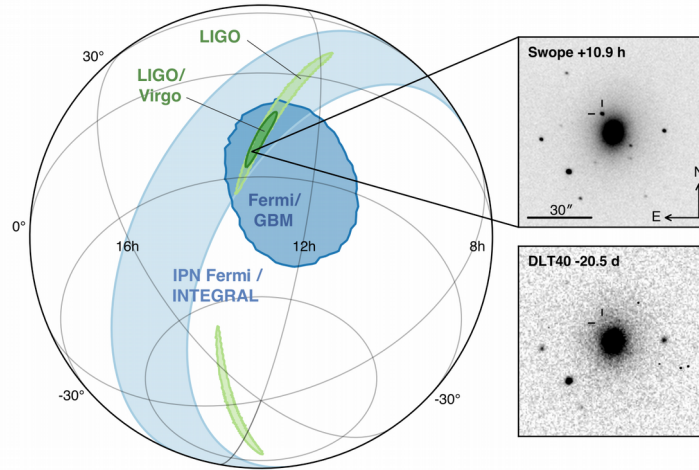 LIGO
30°
LIGO/
Virgo
Fermi/
GBM
0°
16h
12h
8h
IPN Fermi /
INTEGRAL
-30°
-30°
Swope +10.9 h
N
30″
E
DLT40 -20.5 d